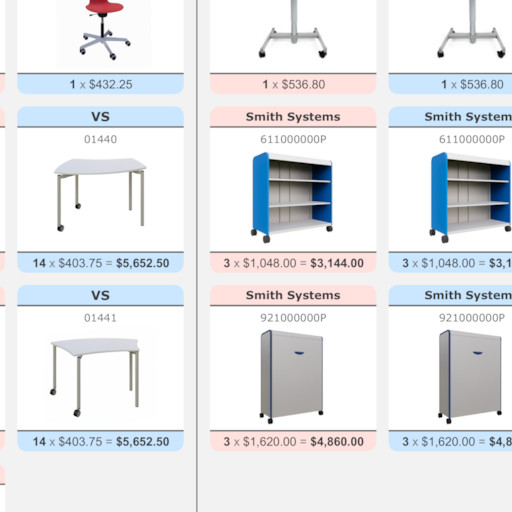 1 x $432.25
1 x $536.80
1 x $536.80
VS
01440
14 x $403.75 = $5,652.50
Smith Systems
611000000P
3 x $1,048.00 = $3,144.00
Smith System
611000000P
3 x $1,048.00 = $3,1
VS
01441
14 x $403.75 = $5,652.50
Smith Systems
921000000P
3 x $1,620.00 = $4,860.00
Smith System
921000000P
3 x $1,620.00 = $4,8